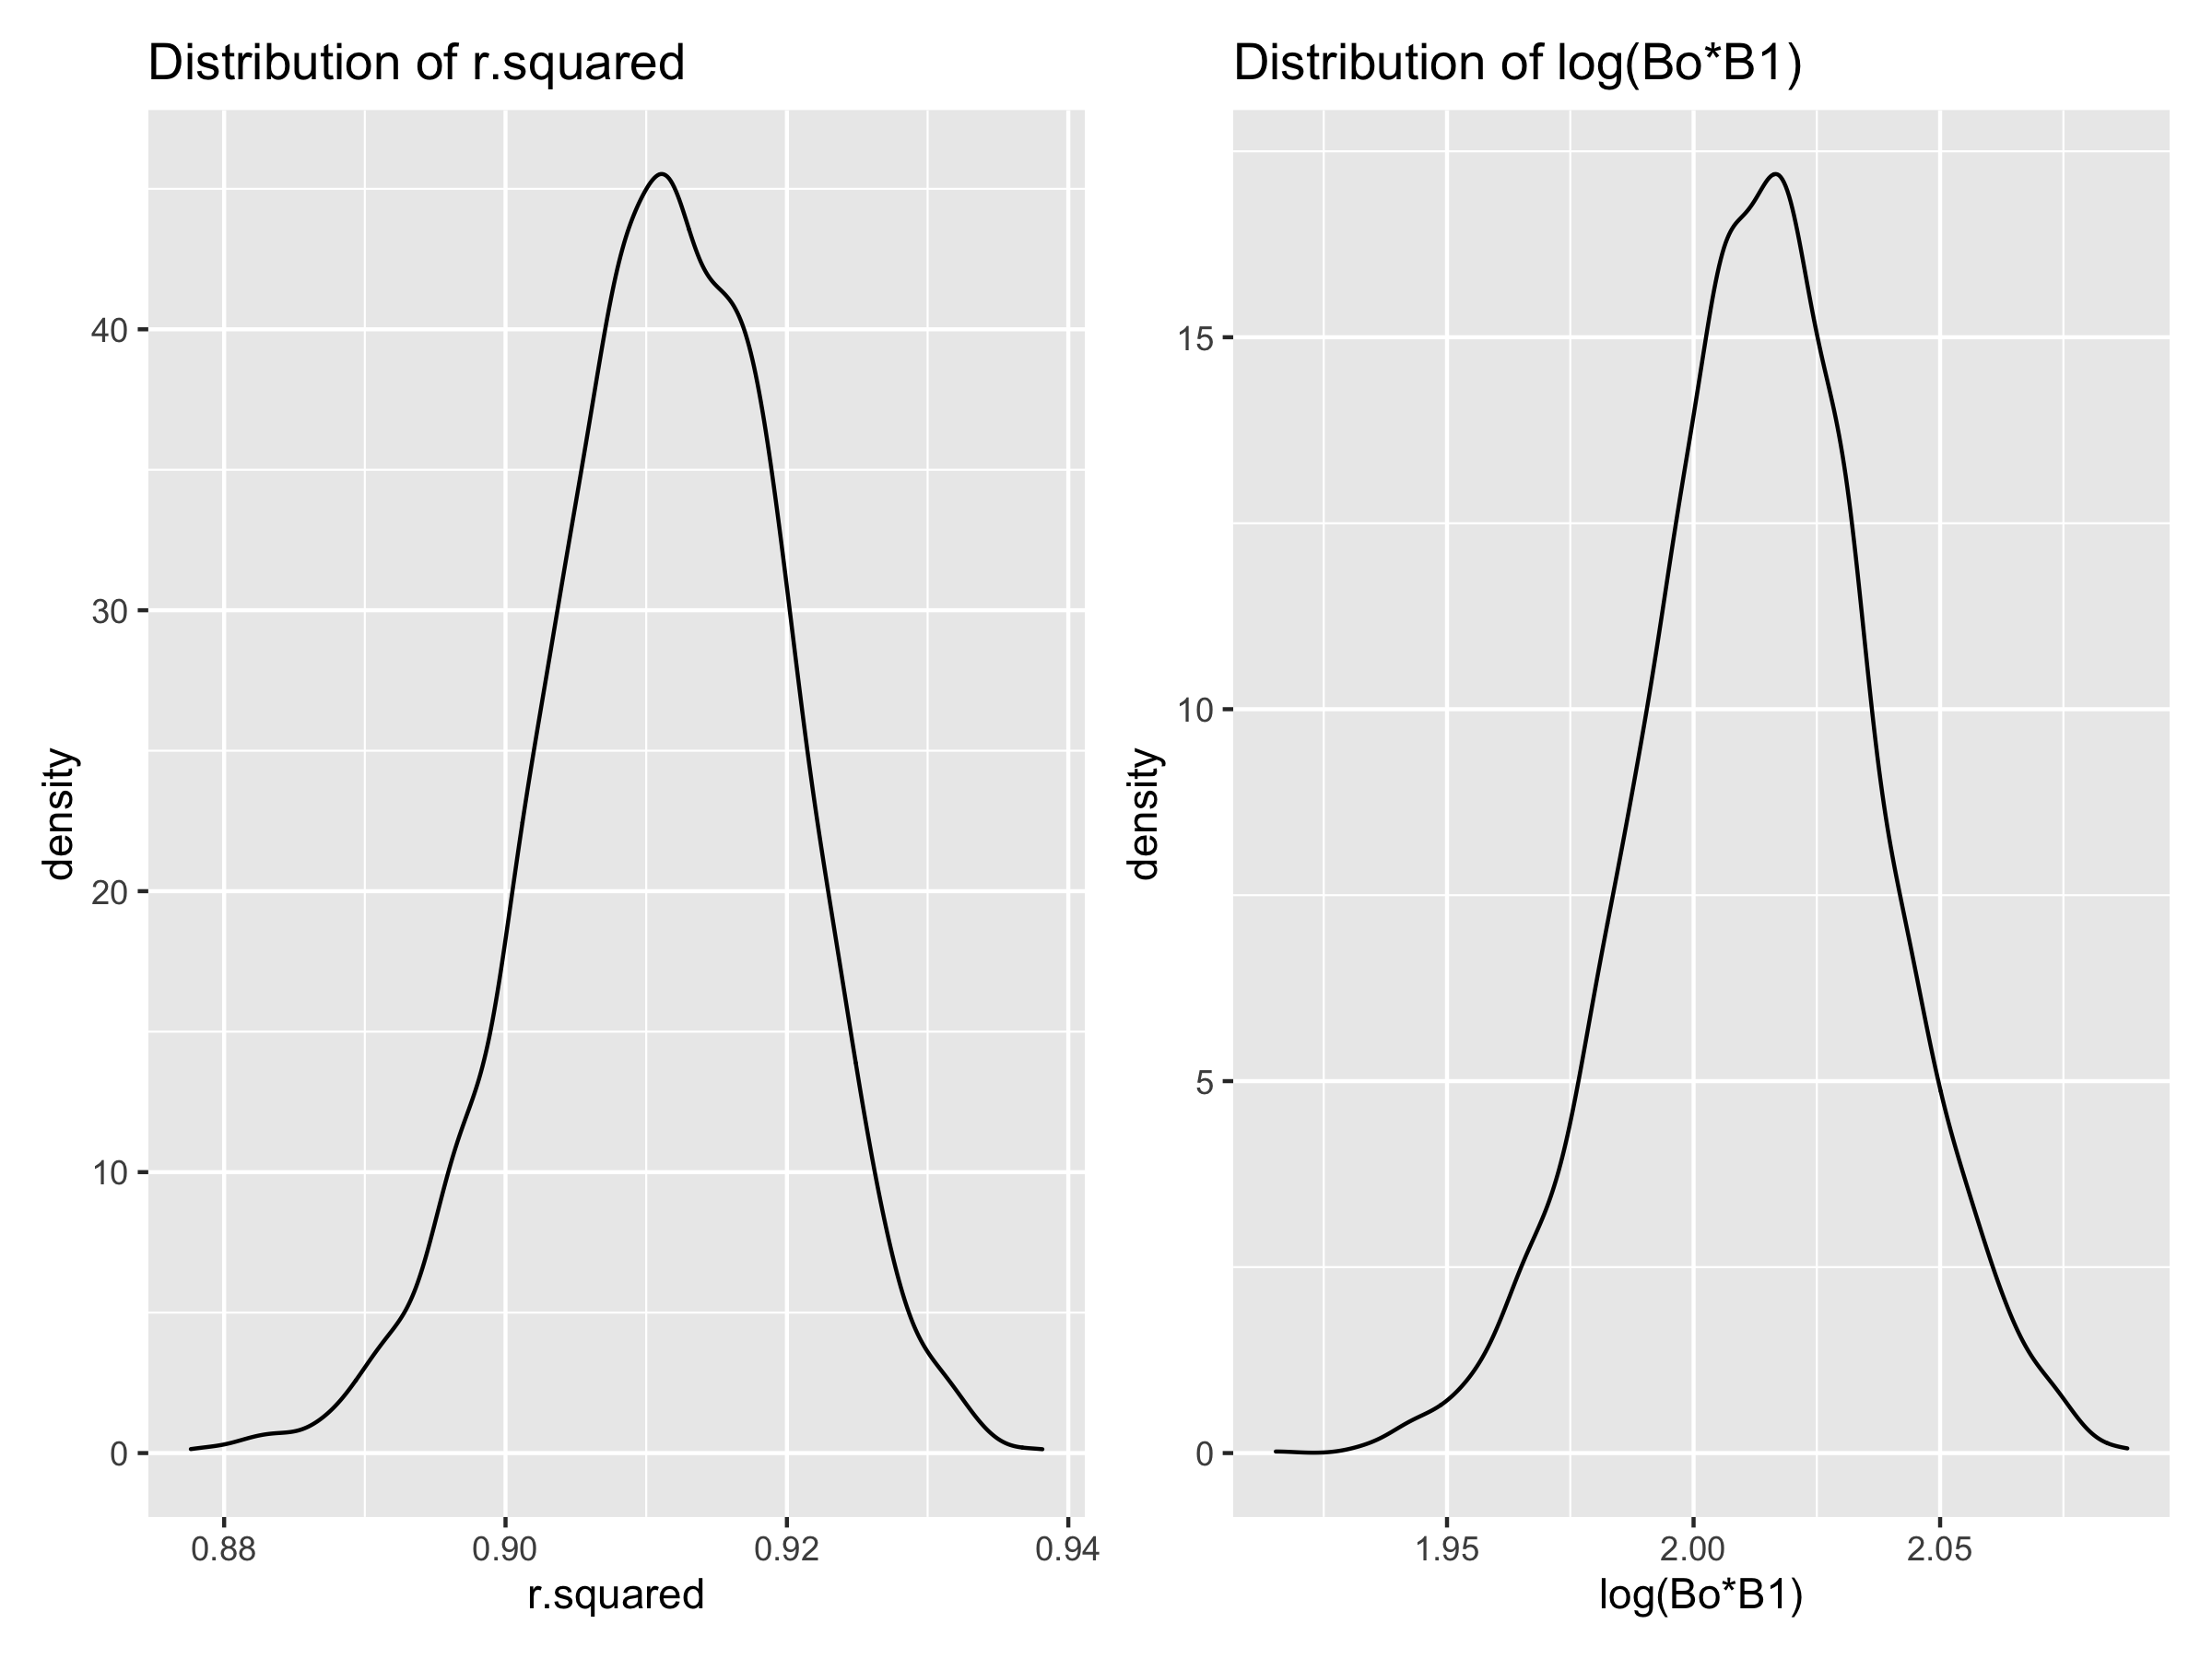 Distribution of r.squared
density
40
30
20
10
0
0.88 0.90 0.92 0.94
r.squared
Distribution of log(Bo*B1)
density
15
10
5
0
1.95 2.00 2.05
log(Bo*B1)